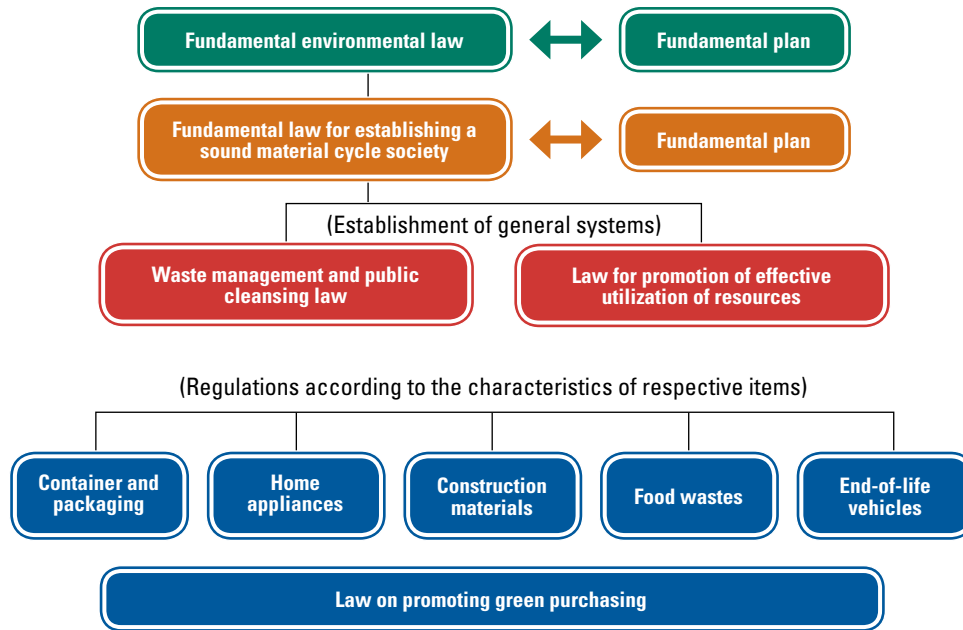 Fundamental environmental law
Fundamental plan
Fundamental law for establishing a
sound material cycle society
Fundamental plan
(Establishment of general systems)
Waste management and public
cleansing law
Law for promotion of effective
utilization of resources
(Regulations according to the characteristics of respective items)
Container and
packaging
Home
appliances
Construction
materials
Food wastes
End-of-life
vehicles
Law on promoting green purchasing